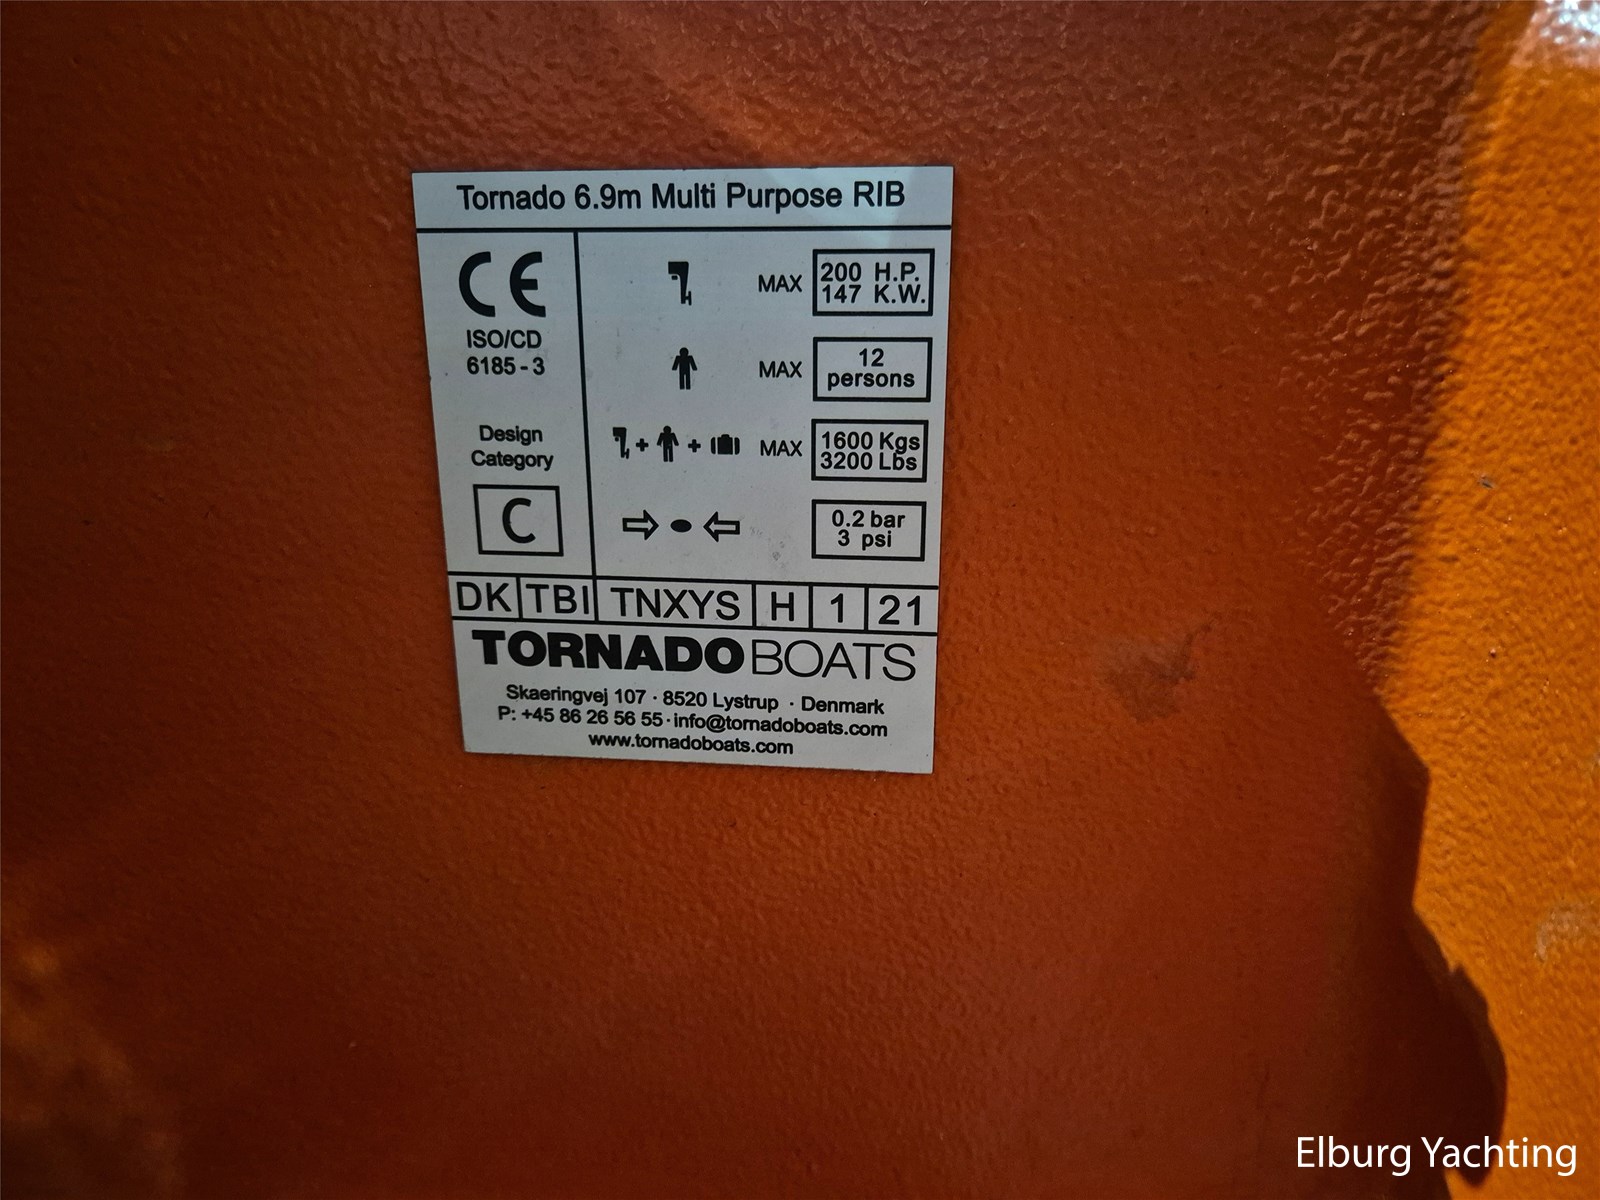 Tornado 6.9m Multi Purpose RIB
CE
ISO/CD
6185-3
Design
Category
C
MAX 200 H.P.
147 K.W.
MAX 12
persons
+ + MAX 1600 Kgs
3200 Lbs
0.2 bar
3 psi
DK TBI TNXYS H 1 21
TORNADO BOATS
Skaeringvej 107 · 8520 Lystrup · Denmark
P: +45 86 26 56 55 · info@tornadoboats.com
www.tornadoboats.com
Elburg Yachting